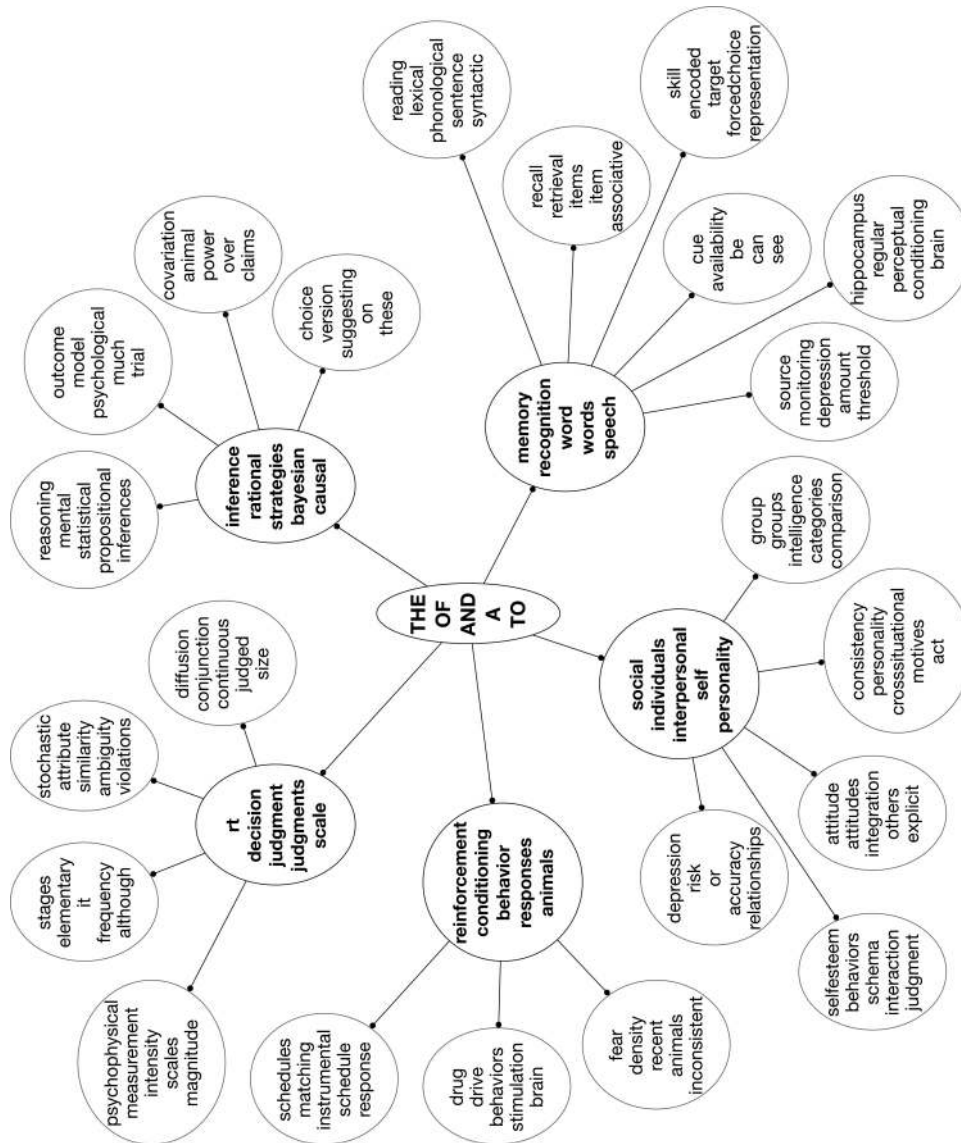 THE
OF
AND
A
TO
inference
rational
strategies
bayesian
causal
reasoning
mental
statistical
propositional
inferences
outcome
model
psychological
much
trial
covariation
animal
power
over
claims
choice
version
suggesting
on
these
memory
recognition
word
words
speech
reading
lexical
phonological
sentence
syntactic
recall
retrieval
items
item
associative
skill
encoded
target
forcedchoice
representation
cue
availability
be
can
see
hippocampus
regular
perceptual
conditioning
brain
source
monitoring
depression
amount
threshold
rt
decision
judgment
judgments
scale
psychophysical
measurement
intensity
scales
magnitude
stages
elementary
it
frequency
although
stochastic
attribute
similarity
ambiguity
violations
diffusion
conjunction
continuous
judged
size
reinforcement
conditioning
behavior
responses
animals
schedules
matching
instrumental
schedule
response
drug
drive
behaviors
stimulation
brain
fear
density
recent
animals
inconsistent
social
individuals
interpersonal
self
personality
group
groups
intelligence
categories
comparison
consistency
personality
crosssituational
motives
act
attitude
attitudes
integration
others
explicit
selfesteem
behaviors
schema
interaction
judgment
depression
risk
or
accuracy
relationships